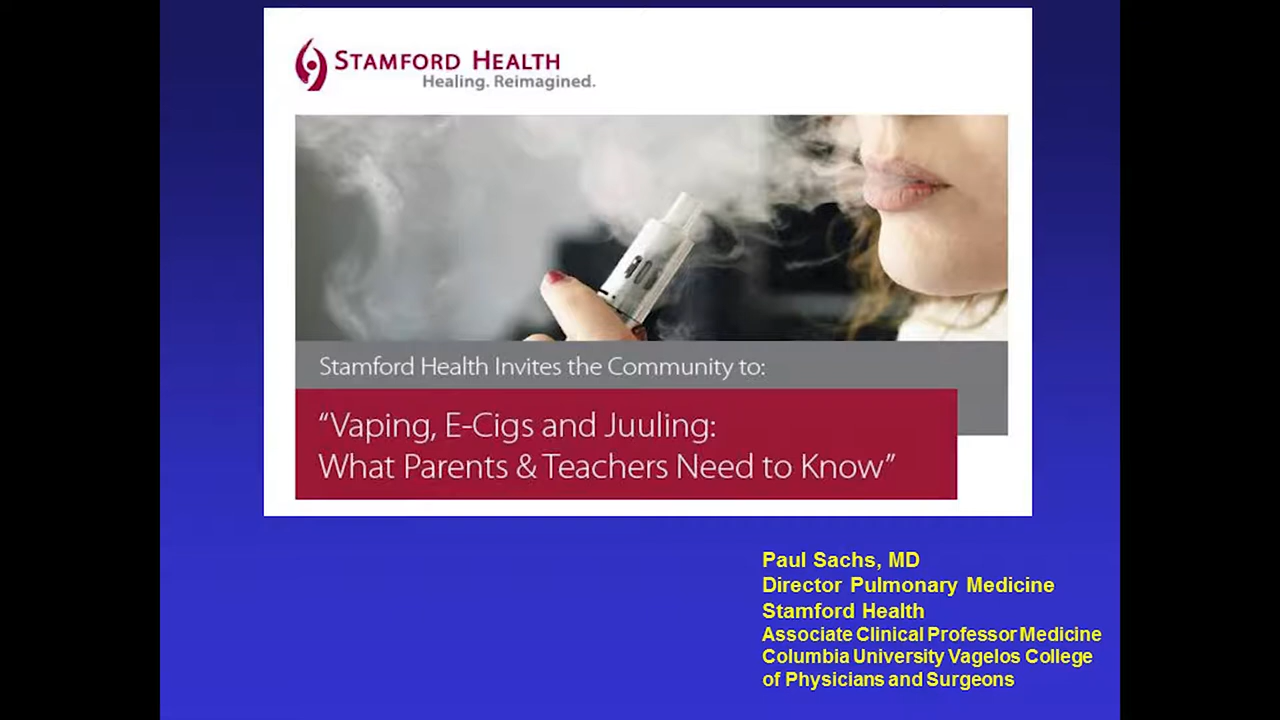 STAMFORD HEALTH
Healing. Reimagined.
Stamford Health Invites the Community to:
“Vaping, E-Cigs and Juuling:
What Parents & Teachers Need to Know”
Paul Sachs, MD
Director Pulmonary Medicine
Stamford Health
Associate Clinical Professor Medicine
Columbia University Vagelos College
of Physicians and Surgeons